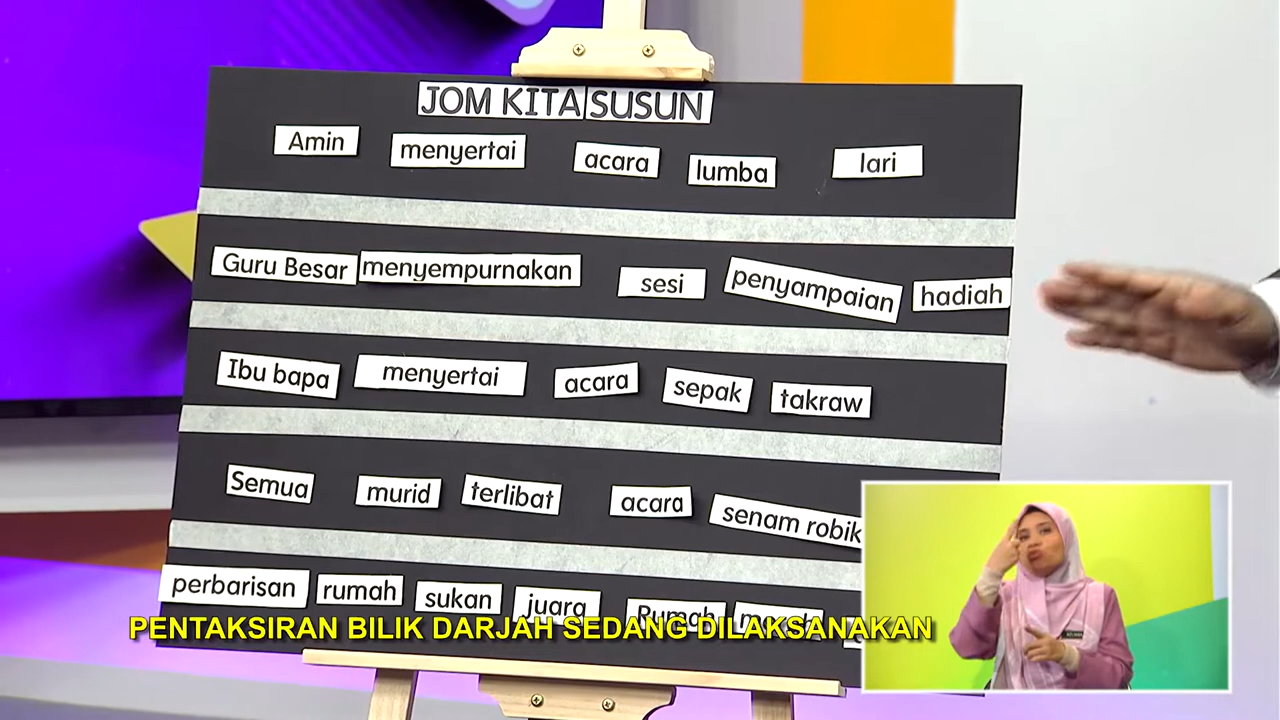 JOM KITA SUSUN
Amin menyertai acara lumba lari
Guru Besar menyempurnakan sesi penyampaian hadiah
Ibu bapa menyertai acara sepak takraw
Semua murid terlibat acara senam robik
perbarisan rumah sukan juara Rumah
PENTAKSIRAN BILIK DARJAH SEDANG DILAKSANAKAN